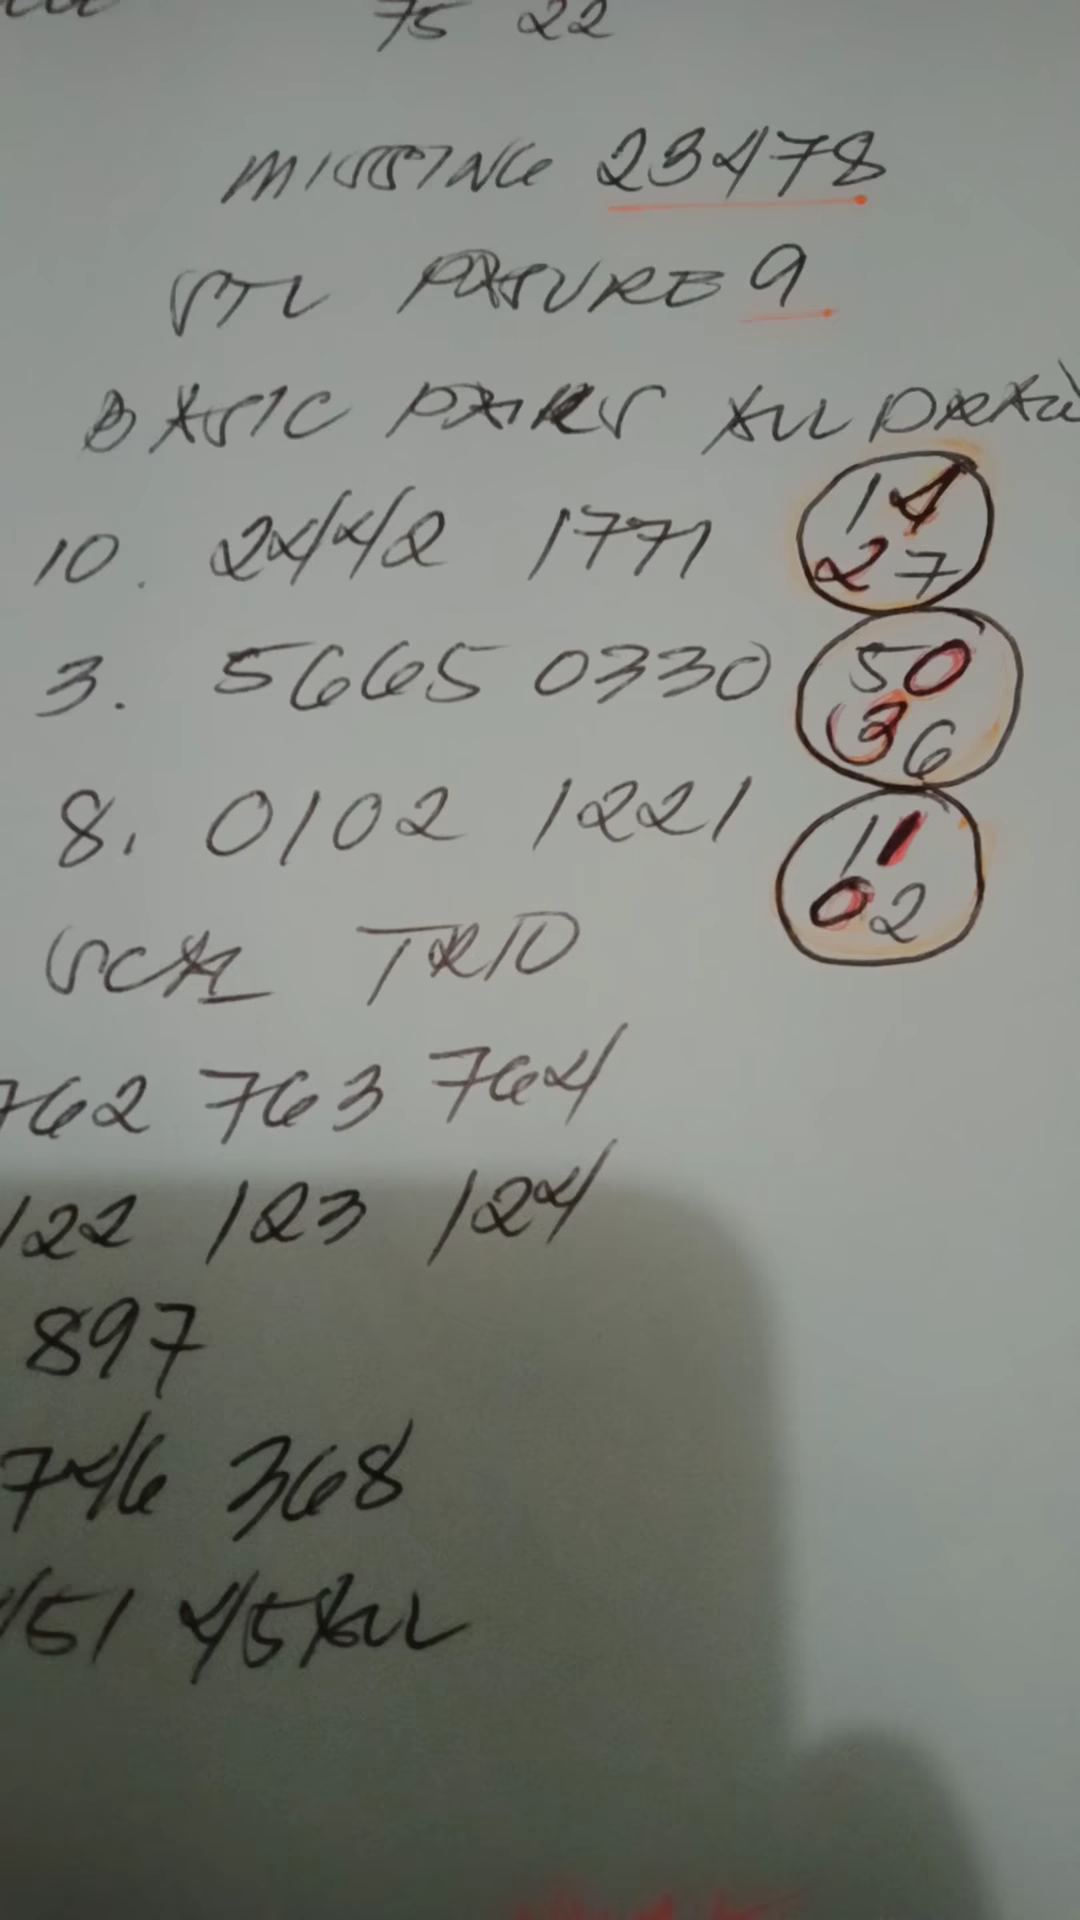 75 22
MISSING 23478
STL PASURE 9
BASIC PAIRS ALL DRAW
10. 2442 1771 14 27
3. 5665 0330 50 36
8. 0102 1221 11 02
TRIO
762 763 764
122 123 124
897
746 368
451 45 ALL